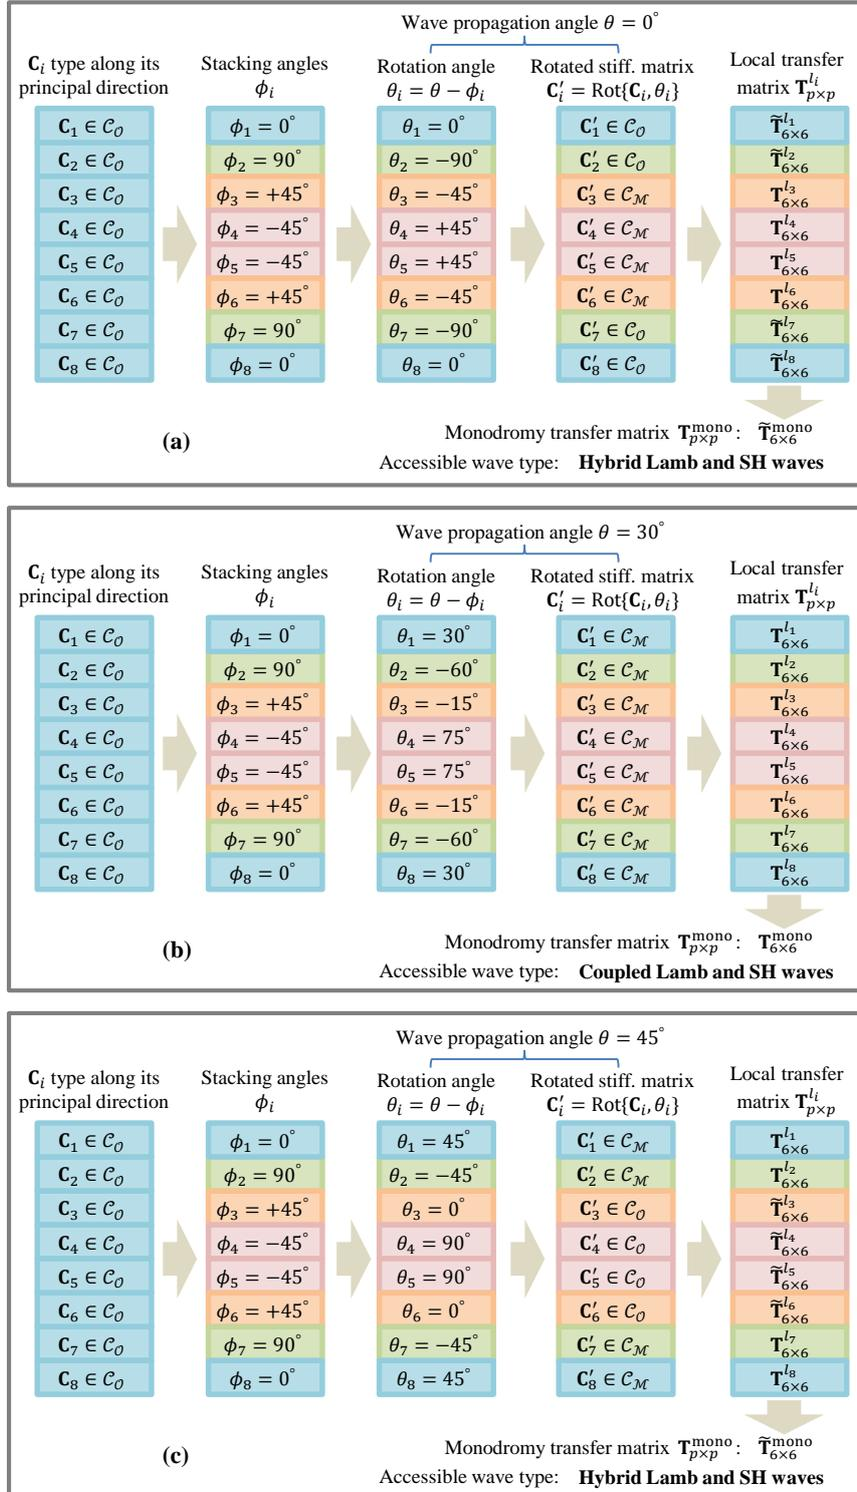 Wave propagation angle θ = 0°
C_i type along its principal direction
Stacking angles ϕ_i
Rotation angle θ_i = θ − ϕ_i
Rotated stiff. matrix C′_i = Rot{C_i, θ_i}
Local transfer matrix T^{l_i}_{p×p}
C_1 ∈ 𝒞_𝒪 ϕ_1 = 0° θ_1 = 0° C′_1 ∈ 𝒞_𝒪 T̃^{l_1}_{6×6}
C_2 ∈ 𝒞_𝒪 ϕ_2 = 90° θ_2 = −90° C′_2 ∈ 𝒞_𝒪 T̃^{l_2}_{6×6}
C_3 ∈ 𝒞_𝒪 ϕ_3 = +45° θ_3 = −45° C′_3 ∈ 𝒞_ℳ T^{l_3}_{6×6}
C_4 ∈ 𝒞_𝒪 ϕ_4 = −45° θ_4 = +45° C′_4 ∈ 𝒞_ℳ T^{l_4}_{6×6}
C_5 ∈ 𝒞_𝒪 ϕ_5 = −45° θ_5 = +45° C′_5 ∈ 𝒞_ℳ T^{l_5}_{6×6}
C_6 ∈ 𝒞_𝒪 ϕ_6 = +45° θ_6 = −45° C′_6 ∈ 𝒞_ℳ T^{l_6}_{6×6}
C_7 ∈ 𝒞_𝒪 ϕ_7 = 90° θ_7 = −90° C′_7 ∈ 𝒞_𝒪 T̃^{l_7}_{6×6}
C_8 ∈ 𝒞_𝒪 ϕ_8 = 0° θ_8 = 0° C′_8 ∈ 𝒞_𝒪 T̃^{l_8}_{6×6}
(a)
Monodromy transfer matrix T^{mono}_{p×p} : T̃^{mono}_{6×6}
Accessible wave type: Hybrid Lamb and SH waves
Wave propagation angle θ = 30°
C_i type along its principal direction
Stacking angles ϕ_i
Rotation angle θ_i = θ − ϕ_i
Rotated stiff. matrix C′_i = Rot{C_i, θ_i}
Local transfer matrix T^{l_i}_{p×p}
C_1 ∈ 𝒞_𝒪 ϕ_1 = 0° θ_1 = 30° C′_1 ∈ 𝒞_ℳ T^{l_1}_{6×6}
C_2 ∈ 𝒞_𝒪 ϕ_2 = 90° θ_2 = −60° C′_2 ∈ 𝒞_ℳ T^{l_2}_{6×6}
C_3 ∈ 𝒞_𝒪 ϕ_3 = +45° θ_3 = −15° C′_3 ∈ 𝒞_ℳ T^{l_3}_{6×6}
C_4 ∈ 𝒞_𝒪 ϕ_4 = −45° θ_4 = 75° C′_4 ∈ 𝒞_ℳ T^{l_4}_{6×6}
C_5 ∈ 𝒞_𝒪 ϕ_5 = −45° θ_5 = 75° C′_5 ∈ 𝒞_ℳ T^{l_5}_{6×6}
C_6 ∈ 𝒞_𝒪 ϕ_6 = +45° θ_6 = −15° C′_6 ∈ 𝒞_ℳ T^{l_6}_{6×6}
C_7 ∈ 𝒞_𝒪 ϕ_7 = 90° θ_7 = −60° C′_7 ∈ 𝒞_ℳ T^{l_7}_{6×6}
C_8 ∈ 𝒞_𝒪 ϕ_8 = 0° θ_8 = 30° C′_8 ∈ 𝒞_ℳ T^{l_8}_{6×6}
(b)
Monodromy transfer matrix T^{mono}_{p×p} : T^{mono}_{6×6}
Accessible wave type: Coupled Lamb and SH waves
Wave propagation angle θ = 45°
C_i type along its principal direction
Stacking angles ϕ_i
Rotation angle θ_i = θ − ϕ_i
Rotated stiff. matrix C′_i = Rot{C_i, θ_i}
Local transfer matrix T^{l_i}_{p×p}
C_1 ∈ 𝒞_𝒪 ϕ_1 = 0° θ_1 = 45° C′_1 ∈ 𝒞_ℳ T^{l_1}_{6×6}
C_2 ∈ 𝒞_𝒪 ϕ_2 = 90° θ_2 = −45° C′_2 ∈ 𝒞_ℳ T^{l_2}_{6×6}
C_3 ∈ 𝒞_𝒪 ϕ_3 = +45° θ_3 = 0° C′_3 ∈ 𝒞_𝒪 T̃^{l_3}_{6×6}
C_4 ∈ 𝒞_𝒪 ϕ_4 = −45° θ_4 = 90° C′_4 ∈ 𝒞_𝒪 T̃^{l_4}_{6×6}
C_5 ∈ 𝒞_𝒪 ϕ_5 = −45° θ_5 = 90° C′_5 ∈ 𝒞_𝒪 T̃^{l_5}_{6×6}
C_6 ∈ 𝒞_𝒪 ϕ_6 = +45° θ_6 = 0° C′_6 ∈ 𝒞_𝒪 T̃^{l_6}_{6×6}
C_7 ∈ 𝒞_𝒪 ϕ_7 = 90° θ_7 = −45° C′_7 ∈ 𝒞_ℳ T^{l_7}_{6×6}
C_8 ∈ 𝒞_𝒪 ϕ_8 = 0° θ_8 = 45° C′_8 ∈ 𝒞_ℳ T^{l_8}_{6×6}
(c)
Monodromy transfer matrix T^{mono}_{p×p} : T̃^{mono}_{6×6}
Accessible wave type: Hybrid Lamb and SH waves